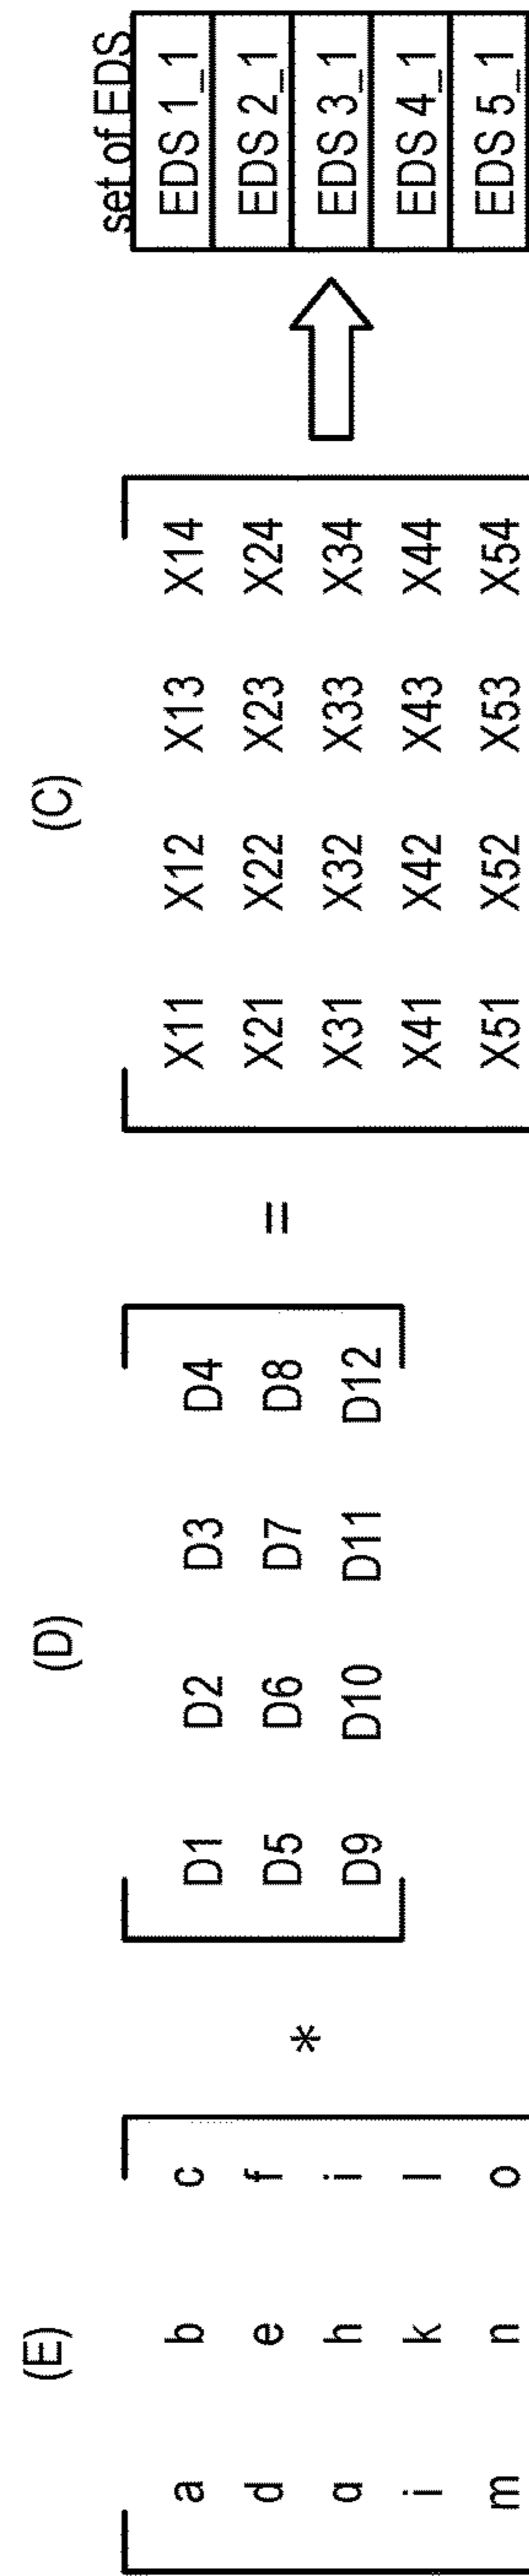 (E) (D) (C) set of EDS
a b c D1 D2 D3 D4 X11 X12 X13 X14 EDS 1_1
d e f * D5 D6 D7 D8 = X21 X22 X23 X24 EDS 2_1
g h i D9 D10 D11 D12 X31 X32 X33 X34 EDS 3_1
j k l X41 X42 X43 X44 EDS 4_1
m n o X51 X52 X53 X54 EDS 5_1